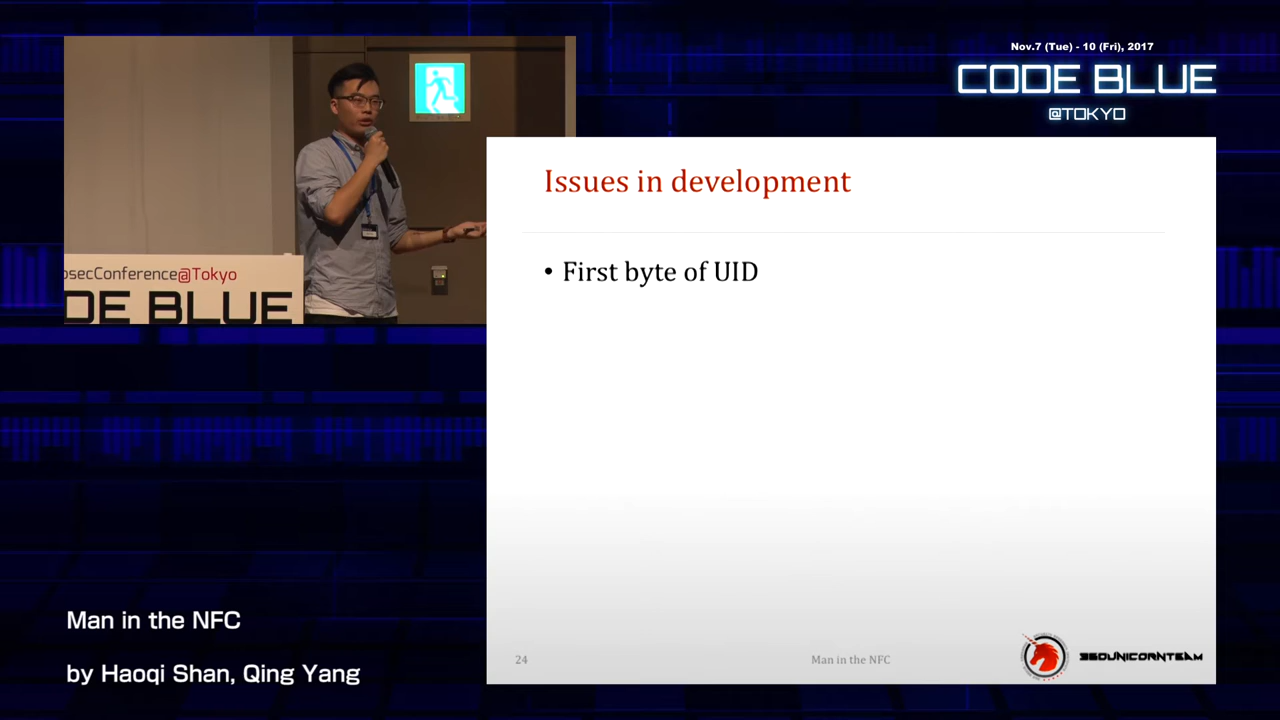 Nov.7 (Tue) - 10 (Fri), 2017
CODE BLUE
@TOKYO
osecConference@Tokyo
DE BLUE
Issues in development
• First byte of UID
24
Man in the NFC
360UNICORNTEAM
Man in the NFC
by Haoqi Shan, Qing Yang